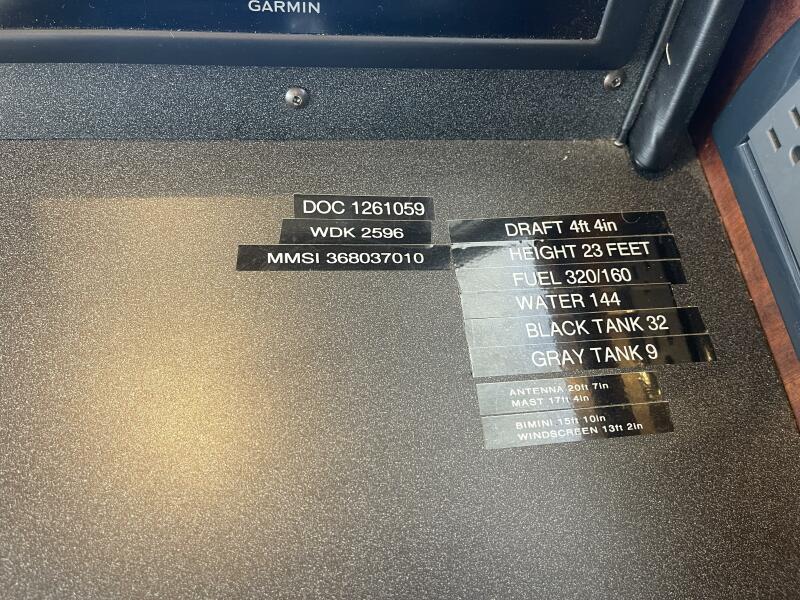 GARMIN
DOC 1261059
WDK 2596
MMSI 368037010
DRAFT 4ft 4in
HEIGHT 23 FEET
FUEL 320/160
WATER 144
BLACK TANK 32
GRAY TANK 9
ANTENNA 20ft 7in
MAST 17ft 4in
BIMINI 15ft 10in
WINDSCREEN 13ft 2in